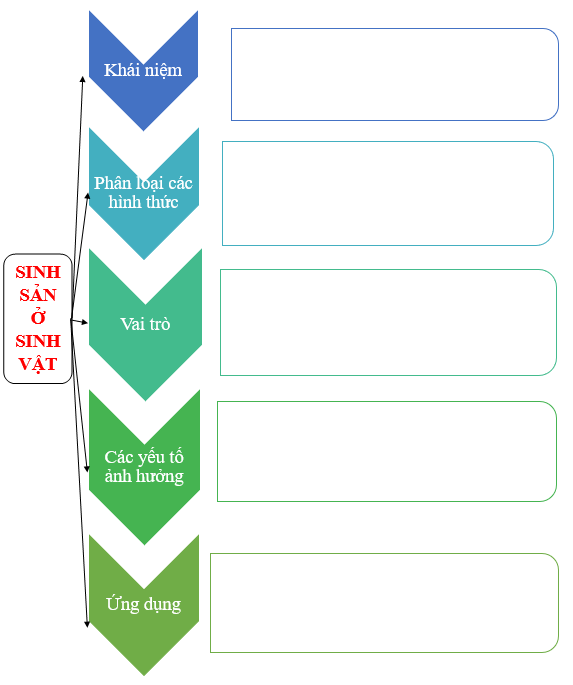 SINH
SẢN
Ở
SINH
VẬT
Khái niệm
Phân loại các
hình thức
Vai trò
Các yếu tố
ảnh hưởng
Ứng dụng